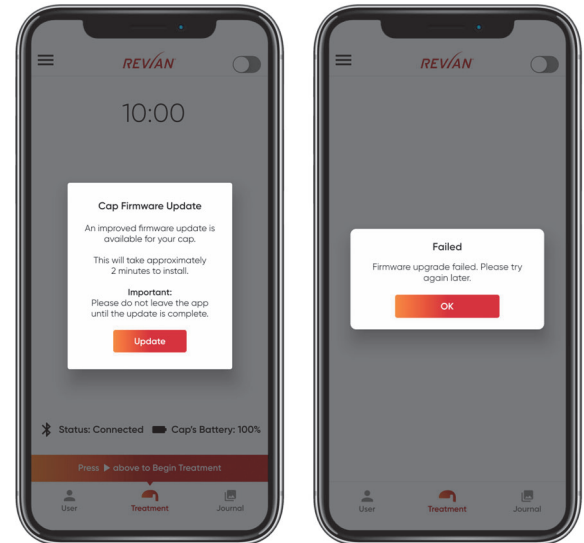 REVIAN
10:00
Cap Firmware Update
An improved firmware update is
available for your cap.
This will take approximately
2 minutes to install.
Important:
Please do not leave the app
until the update is complete.
Update
Status: Connected Cap's Battery: 100%
Press ▶ above to Begin Treatment
User Treatment Journal
REVIAN
Failed
Firmware upgrade failed. Please try
again later.
OK
User Treatment Journal